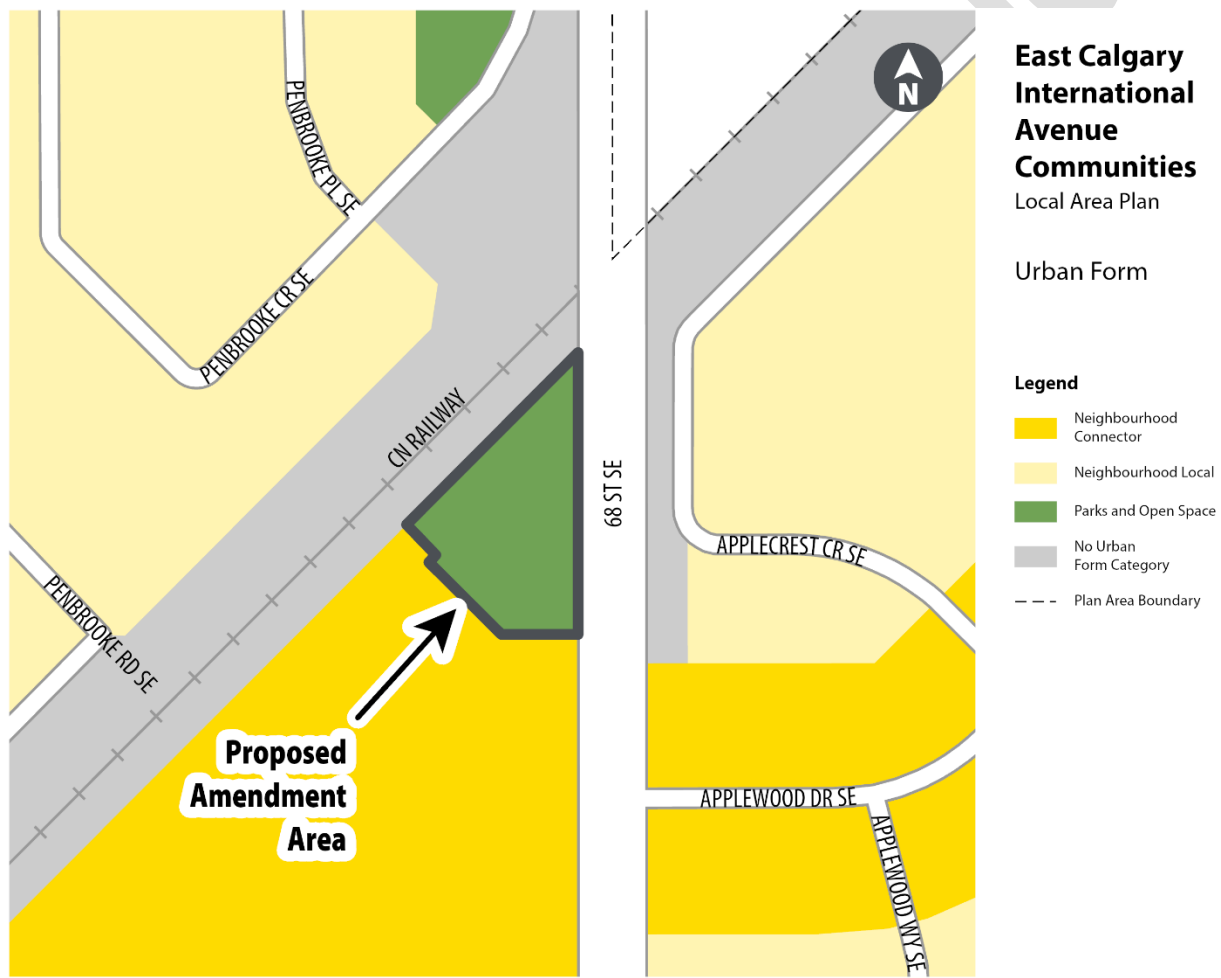 PENBROOKE PL SE
PENBROOKE CR SE
CN RAILWAY
68 ST SE
APPLECREST CR SE
PENBROOKE RD SE
Proposed
Amendment
Area
APPLEWOOD DR SE
APPLEWOOD WY SE
N
East Calgary
International
Avenue
Communities
Local Area Plan
Urban Form
Legend
Neighbourhood
Connector
Neighbourhood Local
Parks and Open Space
No Urban
Form Category
Plan Area Boundary